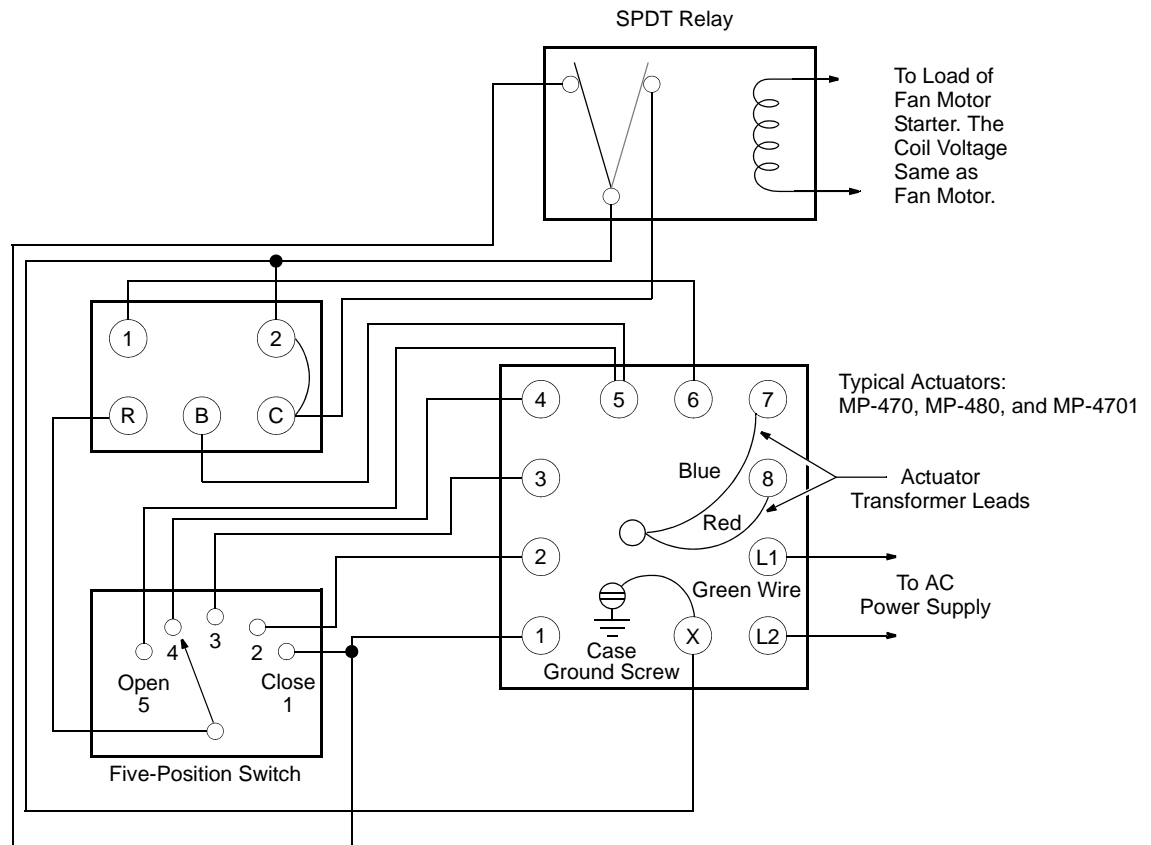 SPDT Relay
To Load of
Fan Motor
Starter. The
Coil Voltage
Same as
Fan Motor.
1
2
R
B
C
4
5
6
7
3
8
2
L1
1
X
L2
Blue
Red
Green Wire
Case
Ground Screw
Typical Actuators:
MP-470, MP-480, and MP-4701
Actuator
Transformer Leads
To AC
Power Supply
4
3
2
Open
5
Close
1
Five-Position Switch